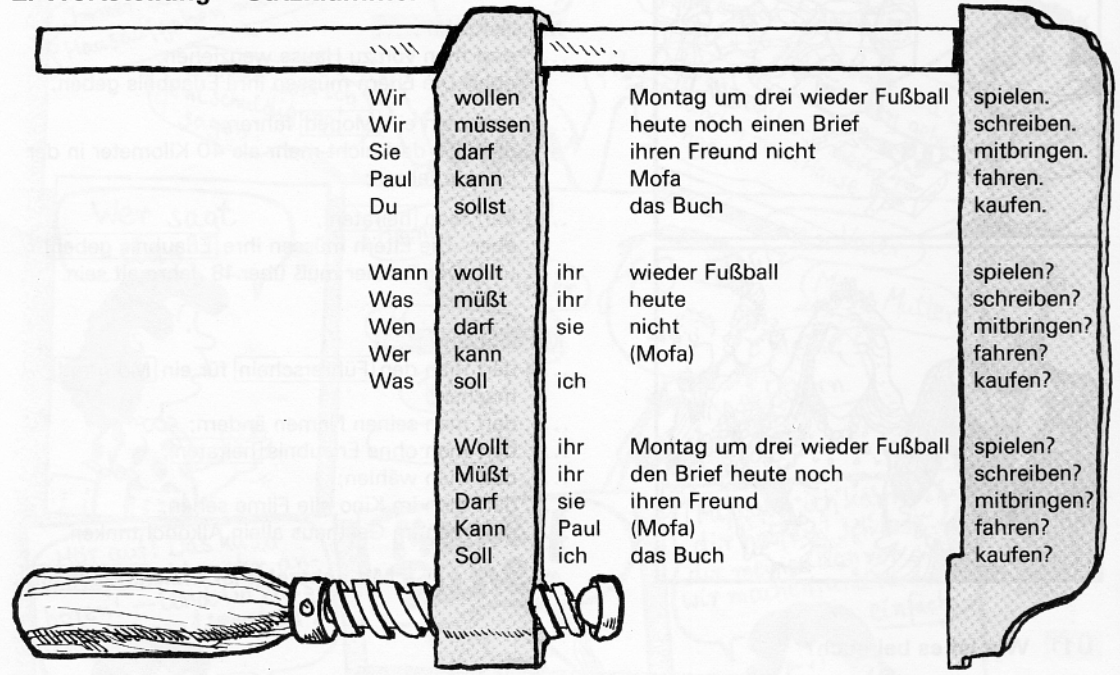 Wir wollen Montag um drei wieder Fußball spielen.
Wir müssen heute noch einen Brief schreiben.
Sie darf ihren Freund nicht mitbringen.
Paul kann Mofa fahren.
Du sollst das Buch kaufen.
Wann wollt ihr wieder Fußball spielen?
Was müßt ihr heute schreiben?
Wen darf sie nicht mitbringen?
Wer kann (Mofa) fahren?
Was soll ich kaufen?
Wollt ihr Montag um drei wieder Fußball spielen?
Müßt ihr den Brief heute noch schreiben?
Darf sie ihren Freund mitbringen?
Kann Paul (Mofa) fahren?
Soll ich das Buch kaufen?